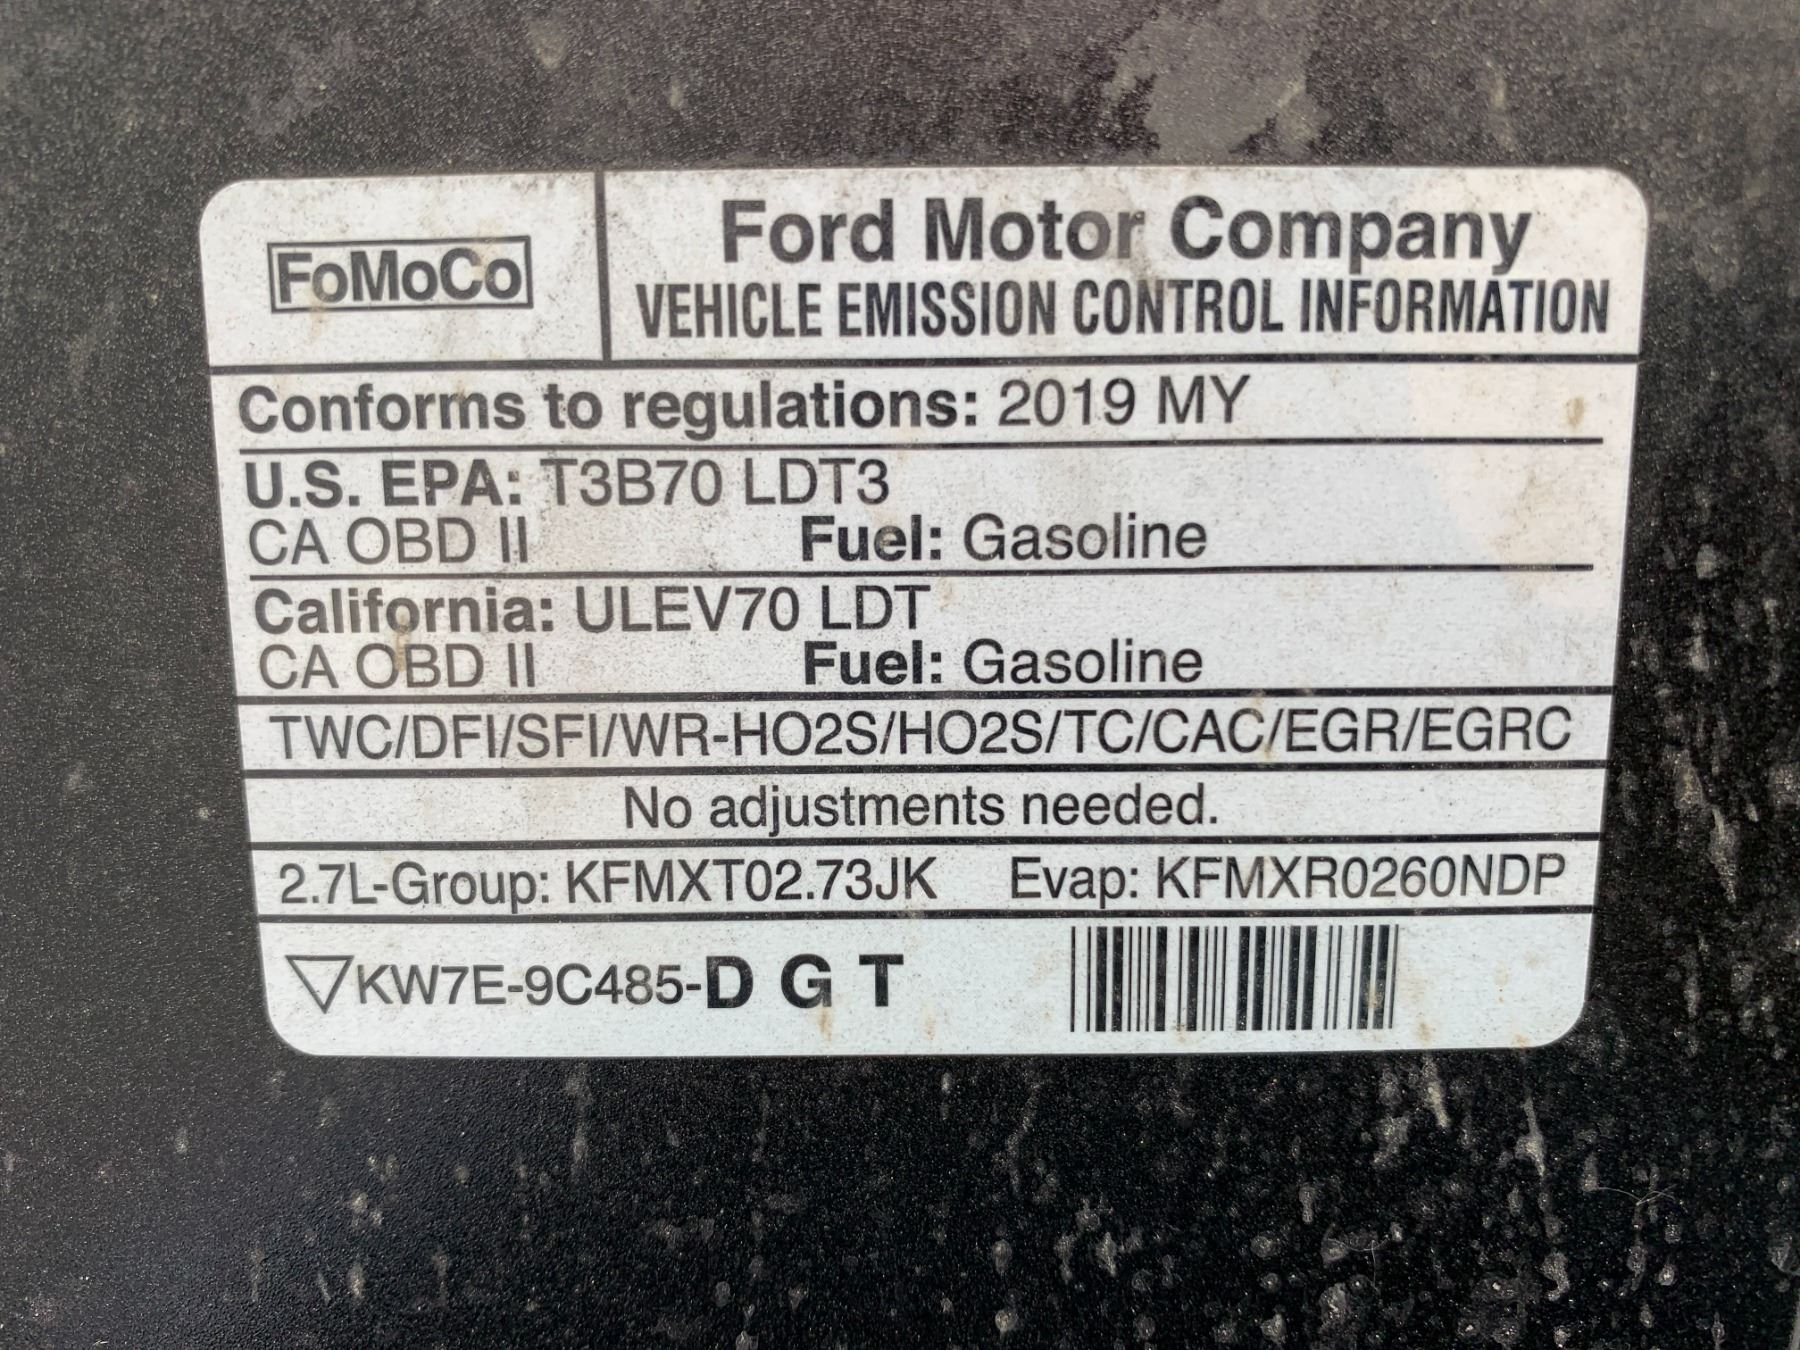 FoMoCo
Ford Motor Company
VEHICLE EMISSION CONTROL INFORMATION
Conforms to regulations: 2019 MY
U.S. EPA: T3B70 LDT3
CA OBD II Fuel: Gasoline
California: ULEV70 LDT
CA OBD II Fuel: Gasoline
TWC/DFI/SFI/WR-HO2S/HO2S/TC/CAC/EGR/EGRC
No adjustments needed.
2.7L-Group: KFMXT02.73JK Evap: KFMXR0260NDP
▽KW7E-9C485-D G T